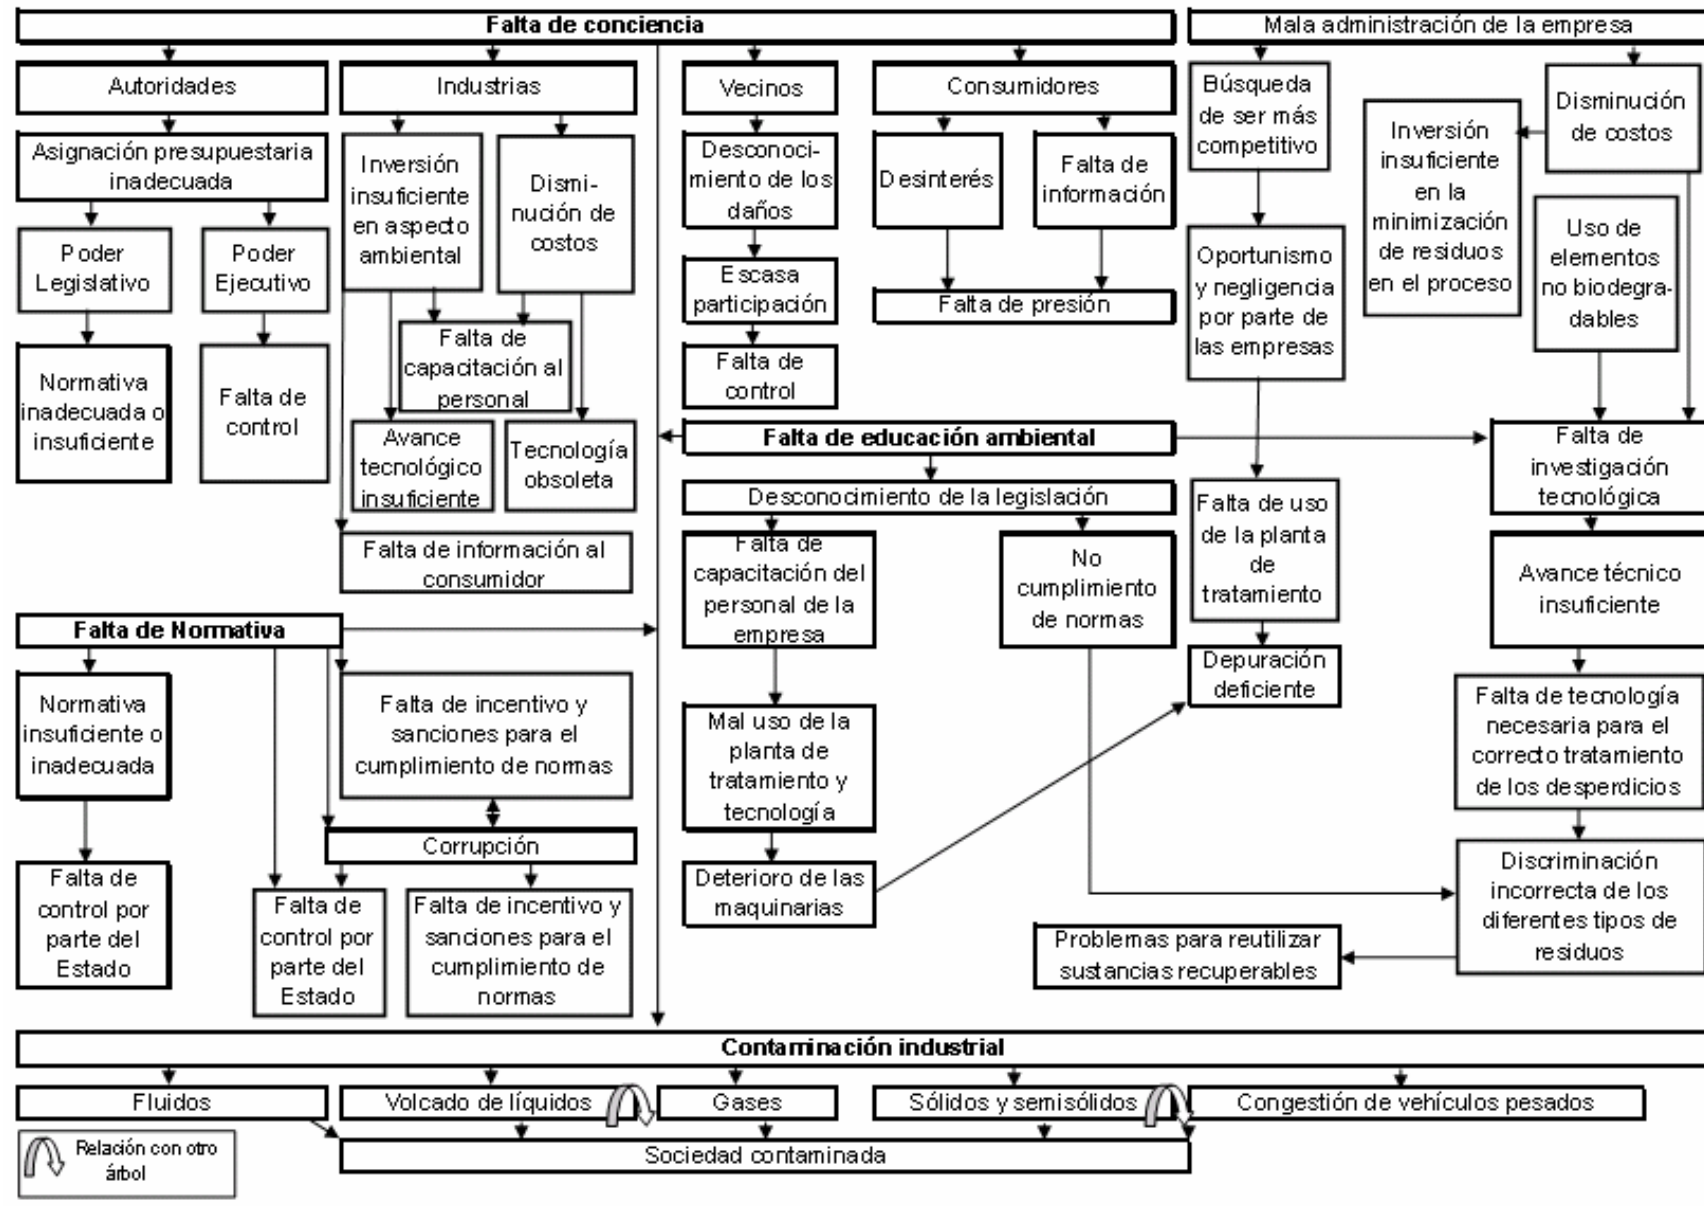 Falta de conciencia
Mala administración de la empresa
Autoridades
Industrias
Vecinos
Consumidores
Búsqueda
de ser más
competitivo
Disminución
de costos
Asignación presupuestaria
inadecuada
Inversión
insuficiente
en aspecto
ambiental
Dismi-
nución de
costos
Desconoci-
miento de los
daños
Desinterés
Falta de
información
Inversión
insuficiente
en la
minimización
de residuos
en el proceso
Uso de
elementos
no biodegra-
dables
Poder
Legislativo
Poder
Ejecutivo
Escasa
participación
Falta de presión
Oportunismo
y negligencia
por parte de
las empresas
Normativa
inadecuada o
insuficiente
Falta de
control
Falta de
capacitación al
personal
Falta de
control
Avance
tecnológico
insuficiente
Tecnología
obsoleta
Falta de educación ambiental
Falta de
investigación
tecnológica
Desconocimiento de la legislación
Falta de uso
de la planta
de
tratamiento
Falta de información al
consumidor
Falta de
capacitación del
personal de la
empresa
No
cumplimiento
de normas
Avance técnico
insuficiente
Falta de Normativa
Depuración
deficiente
Normativa
insuficiente o
inadecuada
Falta de incentivo y
sanciones para el
cumplimiento de normas
Mal uso de la
planta de
tratamiento y
tecnología
Falta de tecnología
necesaria para el
correcto tratamiento
de los desperdicios
Corrupción
Falta de
control por
parte del
Estado
Falta de
control por
parte del
Estado
Falta de incentivo y
sanciones para el
cumplimiento de
normas
Deterioro de las
maquinarias
Discriminación
incorrecta de los
diferentes tipos de
residuos
Problemas para reutilizar
sustancias recuperables
Contaminación industrial
Fluidos
Volcado de líquidos
Gases
Sólidos y semisólidos
Congestión de vehículos pesados
Relación con otro
árbol
Sociedad contaminada